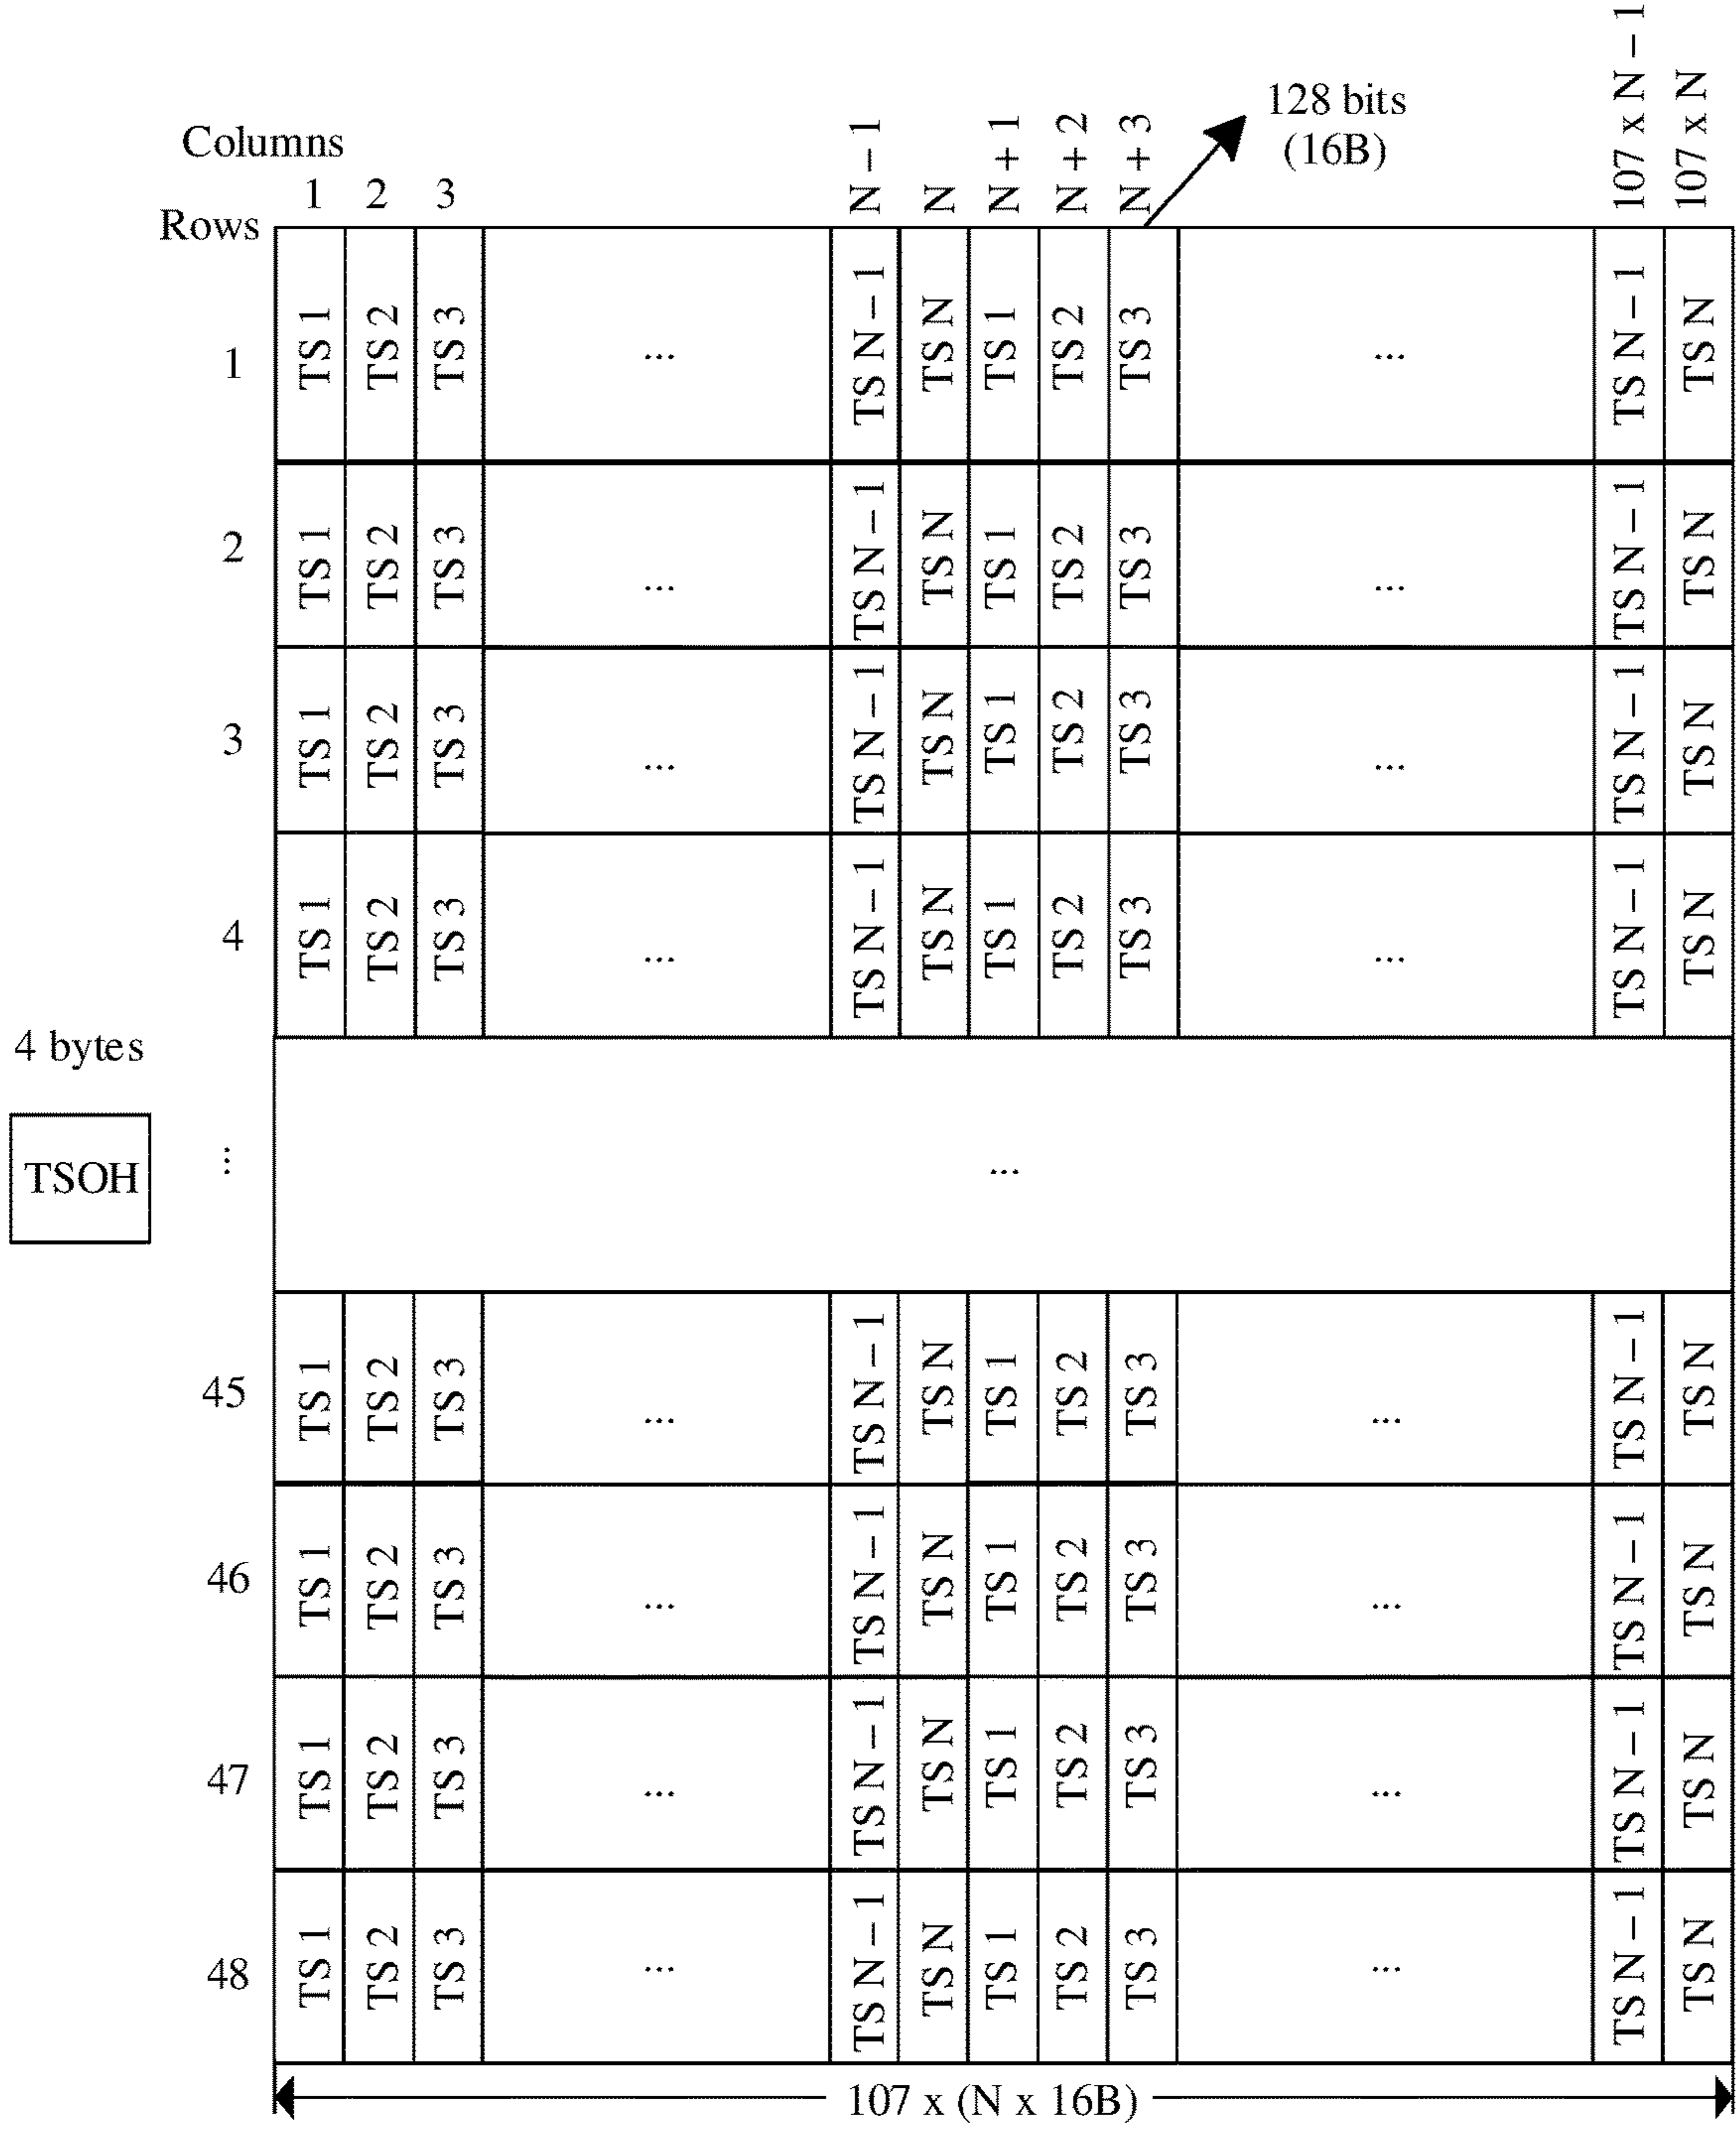 Columns
Rows
1 2 3 N – 1 N N + 1 N + 2 N + 3 107 x N – 1 107 x N
128 bits
(16B)
1 TS 1 TS 2 TS 3 ... TS N – 1 TS N TS 1 TS 2 TS 3 ... TS N – 1 TS N
2 TS 1 TS 2 TS 3 ... TS N – 1 TS N TS 1 TS 2 TS 3 ... TS N – 1 TS N
3 TS 1 TS 2 TS 3 ... TS N – 1 TS N TS 1 TS 2 TS 3 ... TS N – 1 TS N
4 TS 1 TS 2 TS 3 ... TS N – 1 TS N TS 1 TS 2 TS 3 ... TS N – 1 TS N
4 bytes
TSOH
... ...
45 TS 1 TS 2 TS 3 ... TS N – 1 TS N TS 1 TS 2 TS 3 ... TS N – 1 TS N
46 TS 1 TS 2 TS 3 ... TS N – 1 TS N TS 1 TS 2 TS 3 ... TS N – 1 TS N
47 TS 1 TS 2 TS 3 ... TS N – 1 TS N TS 1 TS 2 TS 3 ... TS N – 1 TS N
48 TS 1 TS 2 TS 3 ... TS N – 1 TS N TS 1 TS 2 TS 3 ... TS N – 1 TS N
107 x (N x 16B)